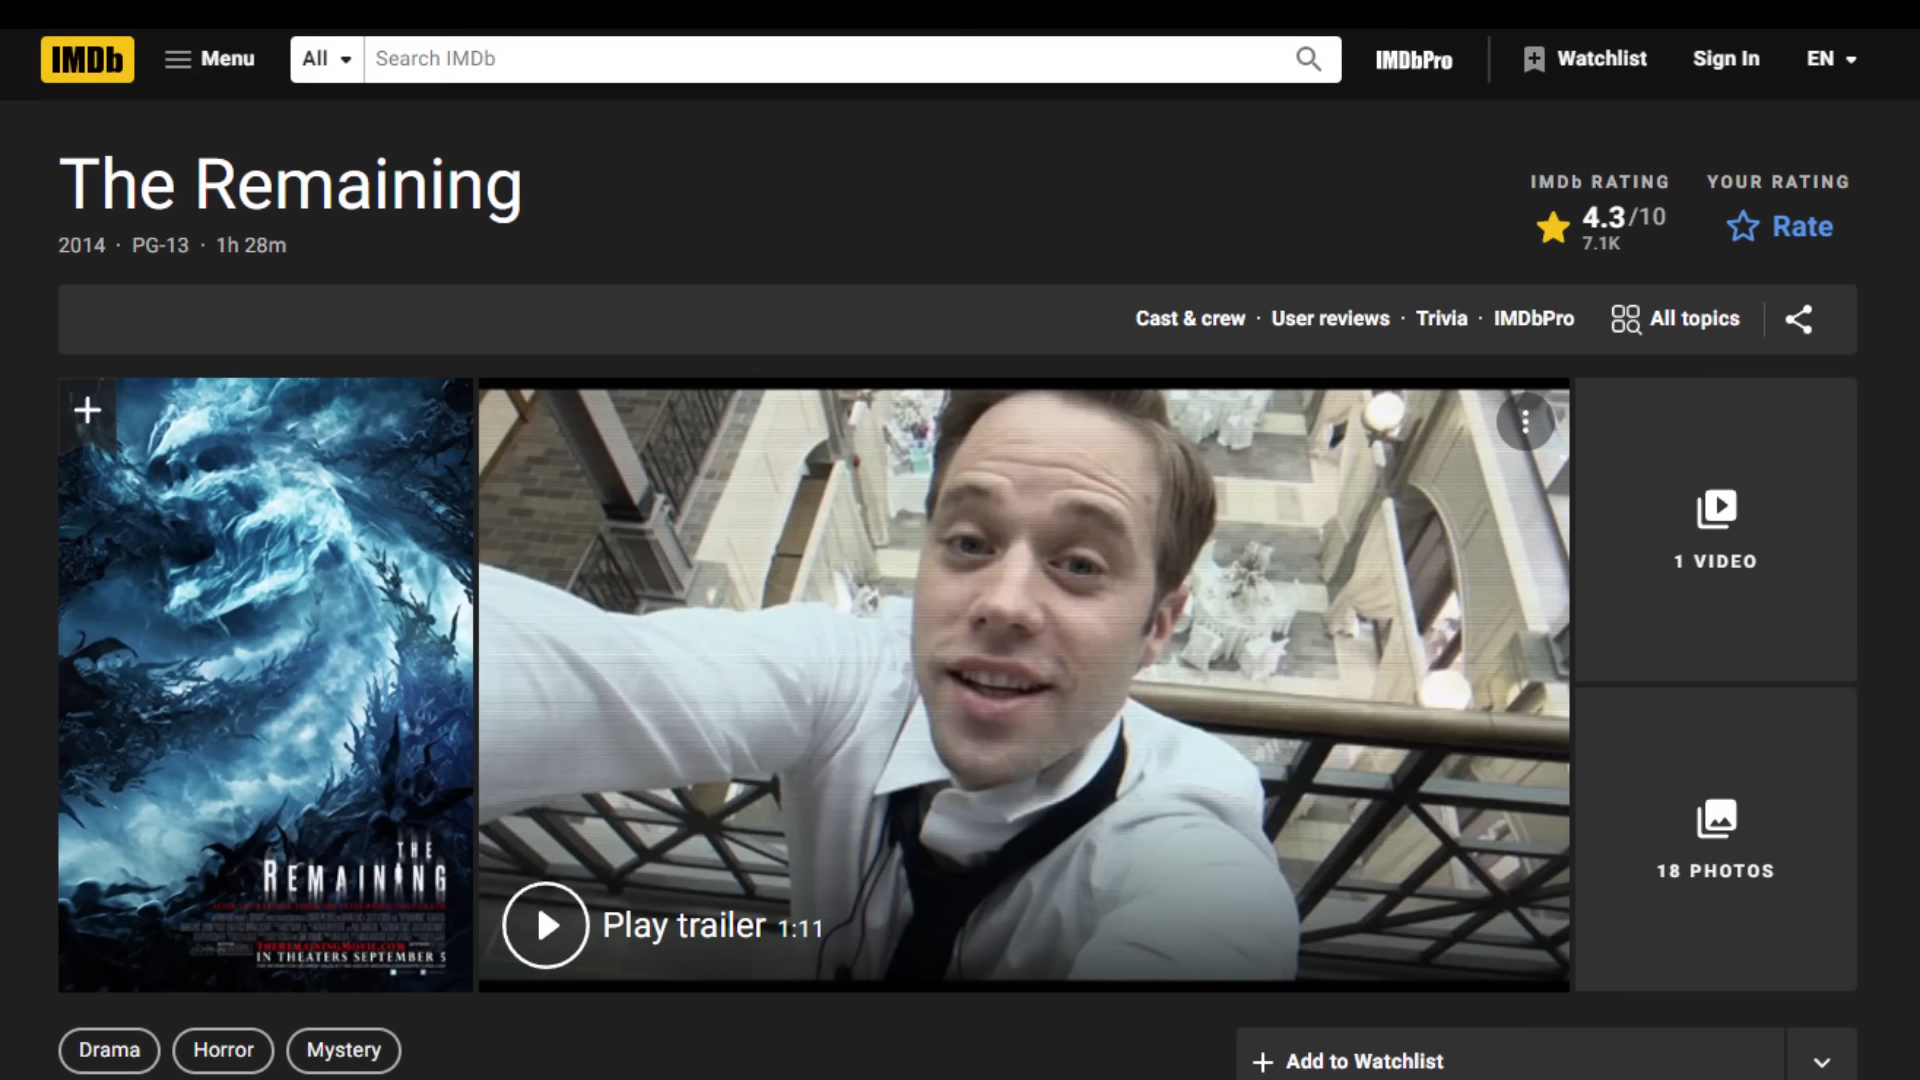 IMDb
Menu
All
Search IMDb
IMDbPro
Watchlist
Sign In
EN
The Remaining
2014 · PG-13 · 1h 28m
IMDb RATING
4.3/10
7.1K
YOUR RATING
Rate
Cast & crew · User reviews · Trivia · IMDbPro
All topics
THE
REMAINING
THEREMAININGMOVIE.COM
IN THEATERS SEPTEMBER 5
Play trailer 1:11
1 VIDEO
18 PHOTOS
Drama
Horror
Mystery
Add to Watchlist